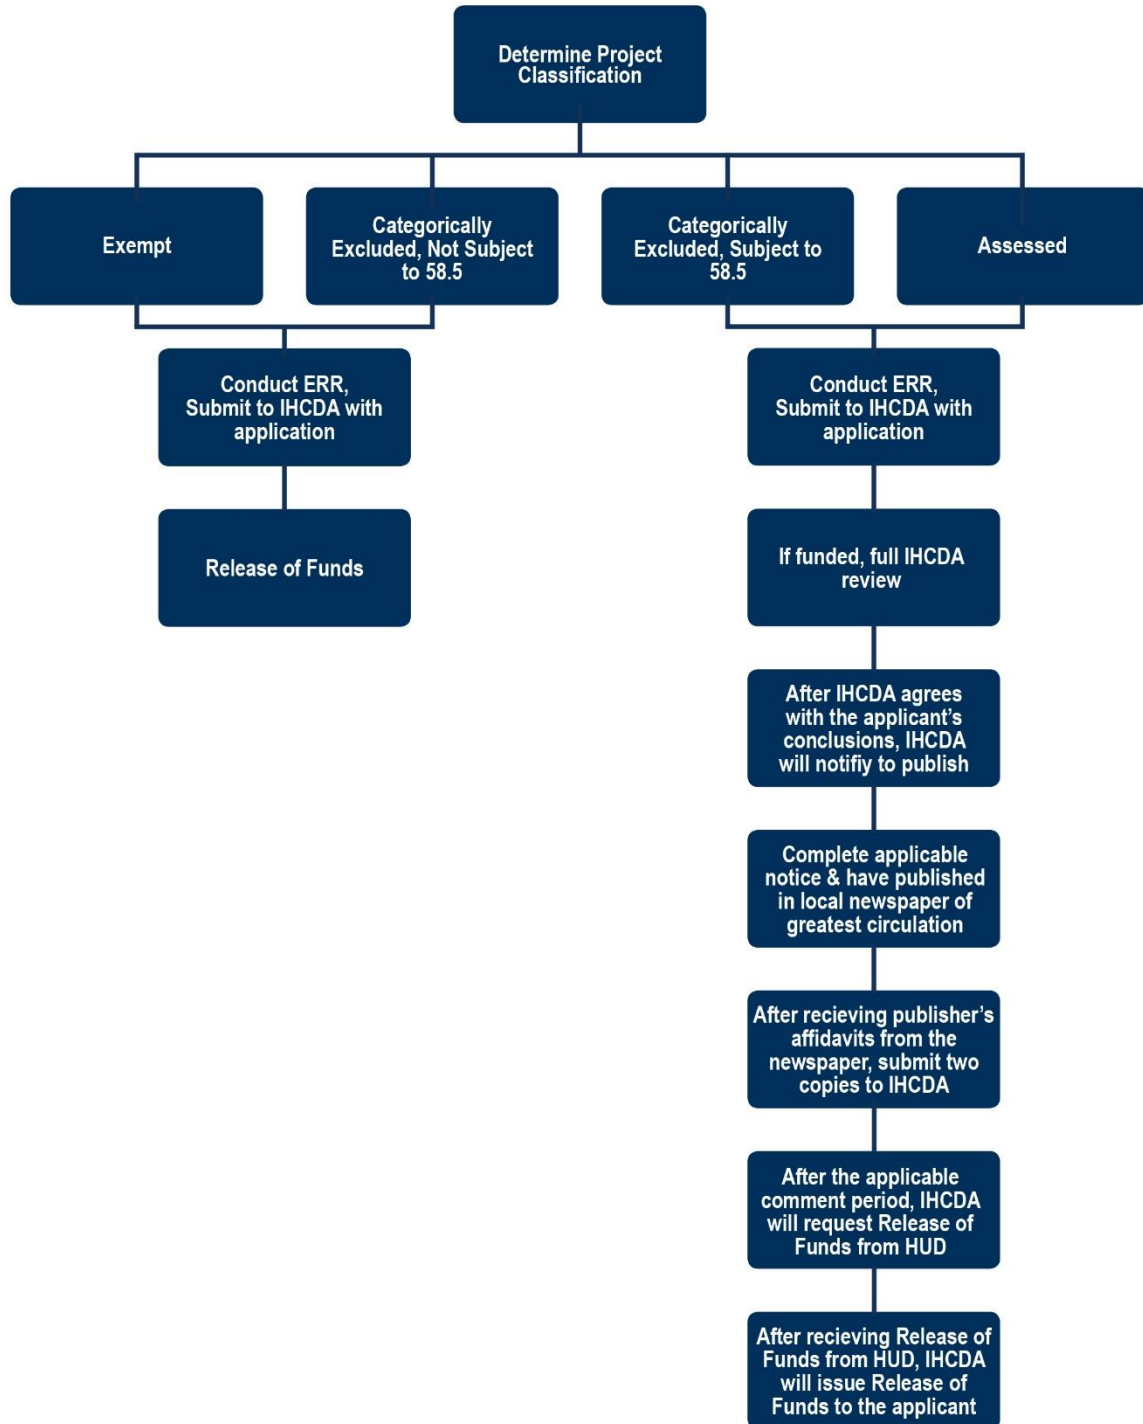 Determine Project
Classification
Exempt
Categorically
Excluded, Not Subject
to 58.5
Categorically
Excluded, Subject to
58.5
Assessed
Conduct ERR,
Submit to IHCDA with
application
Conduct ERR,
Submit to IHCDA with
application
Release of Funds
If funded, full IHCDA
review
After IHCDA agrees
with the applicant’s
conclusions, IHCDA
will notifiy to publish
Complete applicable
notice & have published
in local newspaper of
greatest circulation
After recieving publisher’s
affidavits from the
newspaper, submit two
copies to IHCDA
After the applicable
comment period, IHCDA
will request Release of
Funds from HUD
After recieving Release of
Funds from HUD, IHCDA
will issue Release of
Funds to the applicant